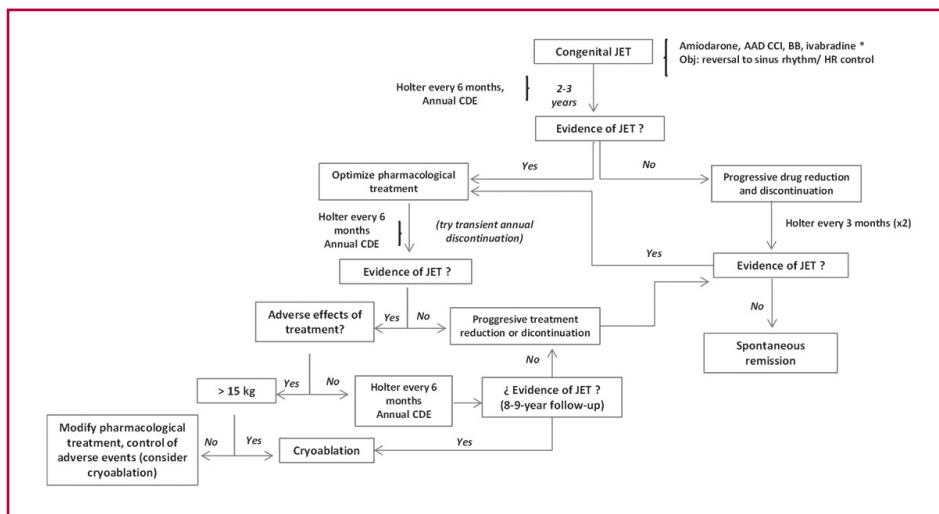 Congenital JET
Amiodarone, AAD CCI, BB, ivabradine *
Obj: reversal to sinus rhythm/ HR control
Holter every 6 months,
Annual CDE
2-3
years
Evidence of JET ?
Yes
No
Optimize pharmacological
treatment
Progressive drug reduction
and discontinuation
Holter every 6
months
Annual CDE
(try transient annual
discontinuation)
Holter every 3 months (x2)
Yes
Evidence of JET ?
Evidence of JET ?
Adverse effects of
treatment?
Yes
No
Proggresive treatment
reduction or dicontinuation
No
Spontaneous
remission
No
> 15 kg
Yes
No
Holter every 6
months
Annual CDE
¿ Evidence of JET ?
(8-9-year follow-up)
Modify pharmacological
treatment, control of
adverse events (consider
cryoablation)
No
Yes
Cryoablation
Yes